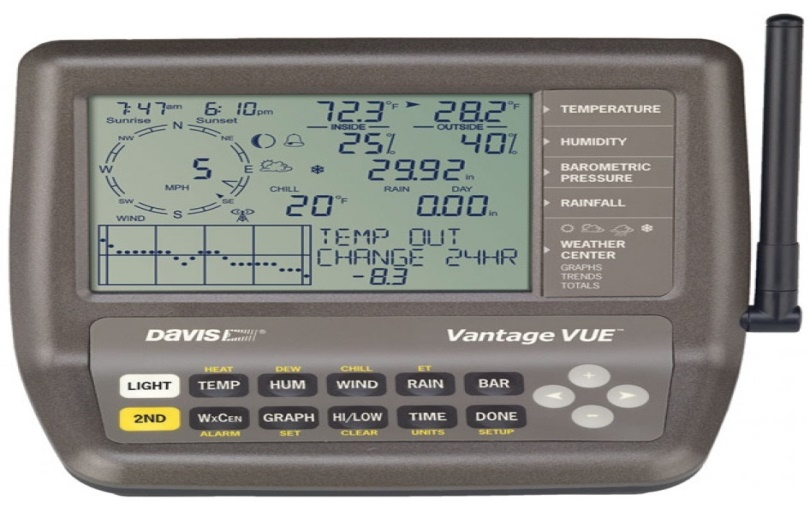 7:47am 6:10pm 72.3°F 28.2°F
Sunrise Sunset INSIDE OUTSIDE
N
NW NE
25% 40%
W 5 E
29.92 in
MPH
CHILL RAIN DAY
SW SE
20°F 0.00 in
WIND S
TEMP OUT
CHANGE 24HR
-8.3
TEMPERATURE
HUMIDITY
BAROMETRIC
PRESSURE
RAINFALL
WEATHER
CENTER
GRAPHS
TRENDS
TOTALS
DAVIS® Vantage VUE™
HEAT DEW CHILL ET
LIGHT TEMP HUM WIND RAIN BAR
+
2ND WxCEN GRAPH HI/LOW TIME DONE
−
ALARM SET CLEAR UNITS SETUP